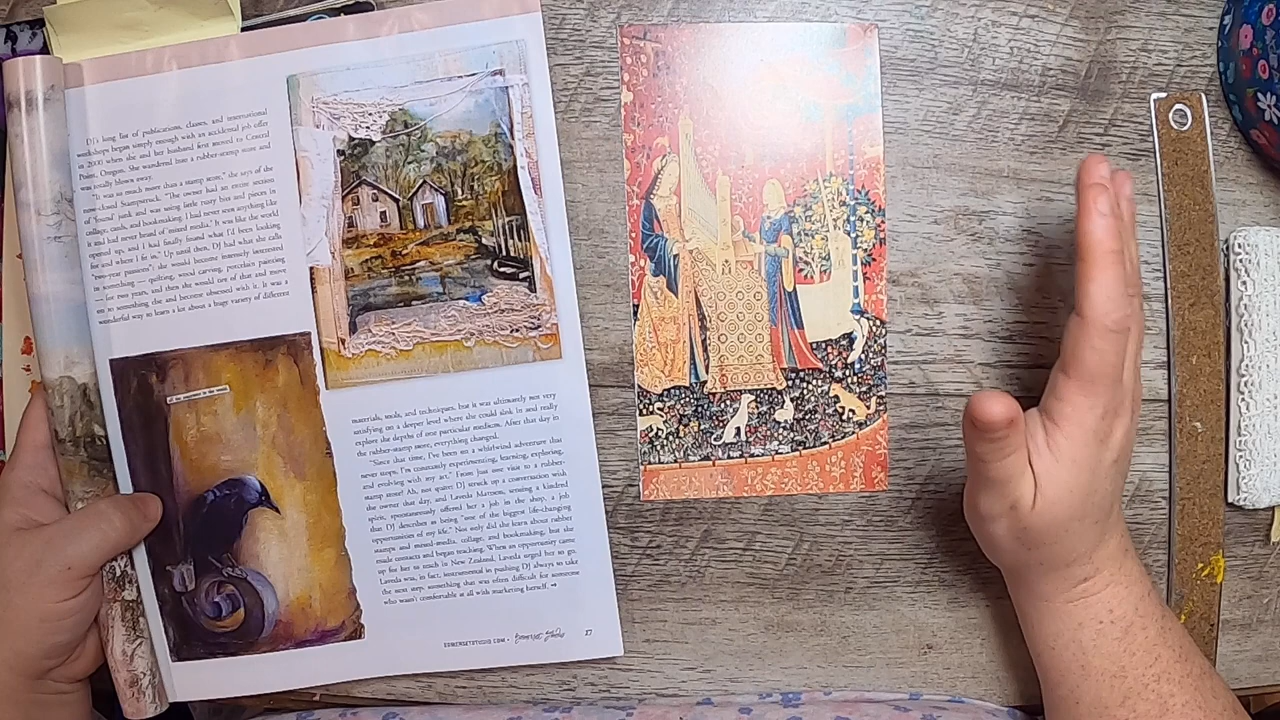 DJ's long list of publications, classes, and international
workshops began simply enough with an accidental job offer
in 2000 when she and her husband first moved to Central
Point, Oregon. She wandered into a rubber-stamp store and
was totally blown away.
"It was so much more than a stamp store," she says of the
now-closed Stampstruck. "The owner had an entire section
of 'found' junk and was using little rusty bits and pieces in
collage, cards, and bookmaking. I had never seen anything like
it and had never heard of 'mixed media.' It was like the world
opened up, and I had finally found what I'd been looking
for and where I fit in." Up until then, DJ had what she calls
"two-year passions"; she would become intensely interested
in something — quilting, wood carving, porcelain painting
— for two years, and then she would tire of that and move
on to something else and become obsessed with it. It was a
wonderful way to learn a lot about a huge variety of different
materials, tools, and techniques, but it was ultimately not very
satisfying on a deeper level where she could sink in and really
explore the depths of one particular medium. After that day in
the rubber-stamp store, everything changed.
"Since that time, I've been on a whirlwind adventure that
never stops; I'm constantly experimenting, learning, exploring,
and evolving with my art." From just one visit to a rubber-
stamp store? Ah, not quite! DJ struck up a conversation with
the owner that day, and Laveda Matsom, sensing a kindred
spirit, spontaneously offered her a job in the shop, a job
that DJ describes as being "one of the biggest life-changing
opportunities of my life." Not only did she learn about rubber
stamps and mixed-media, collage, and bookmaking, but she
made contacts and began teaching. When an opportunity came
up for her to teach in New Zealand, Laveda urged her to go.
Laveda was, in fact, instrumental in pushing DJ always to take
the next step, something that was often difficult for someone
who wasn't comfortable at all with marketing herself.
SOMERSETSTUDIO.COM • Somerset Studio 27